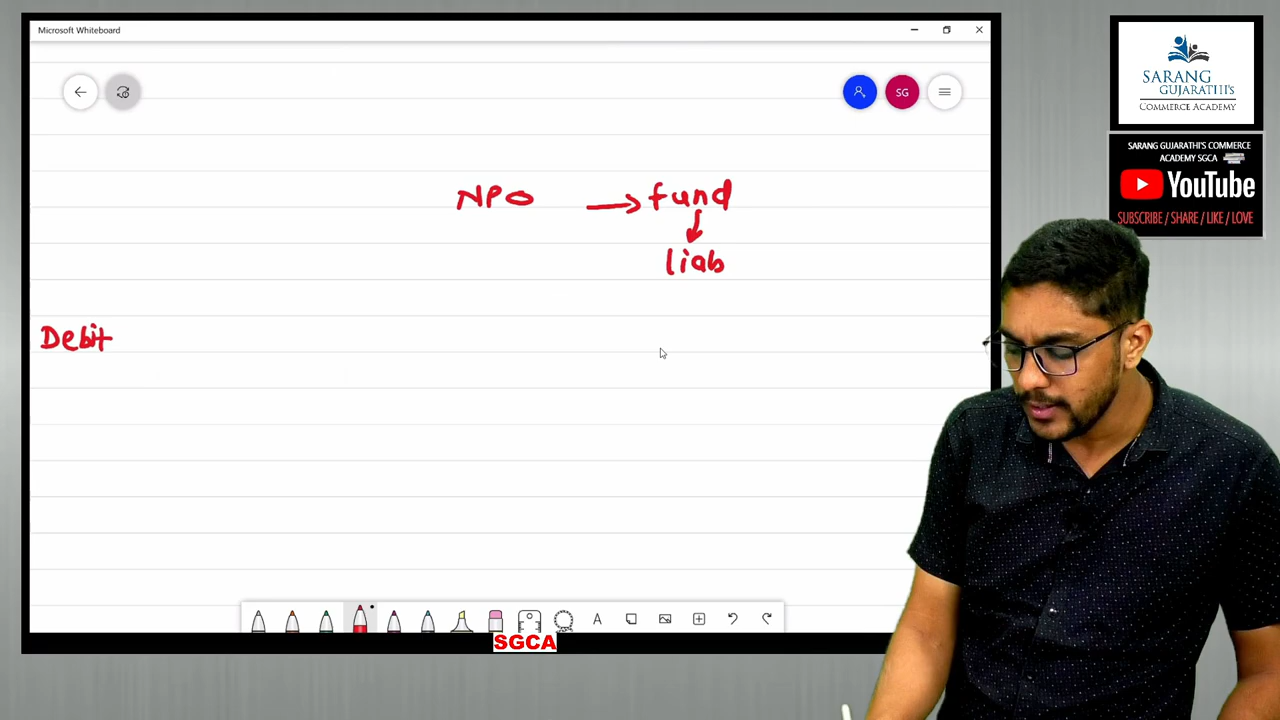 Microsoft Whiteboard
SG
NPO → fund
↓
liab
Debit
A
SGCA
SARANG
GUJARATHI'S
COMMERCE ACADEMY
SARANG GUJARATHI'S COMMERCE
ACADEMY SGCA
YouTube
SUBSCRIBE / SHARE / LIKE / LOVE